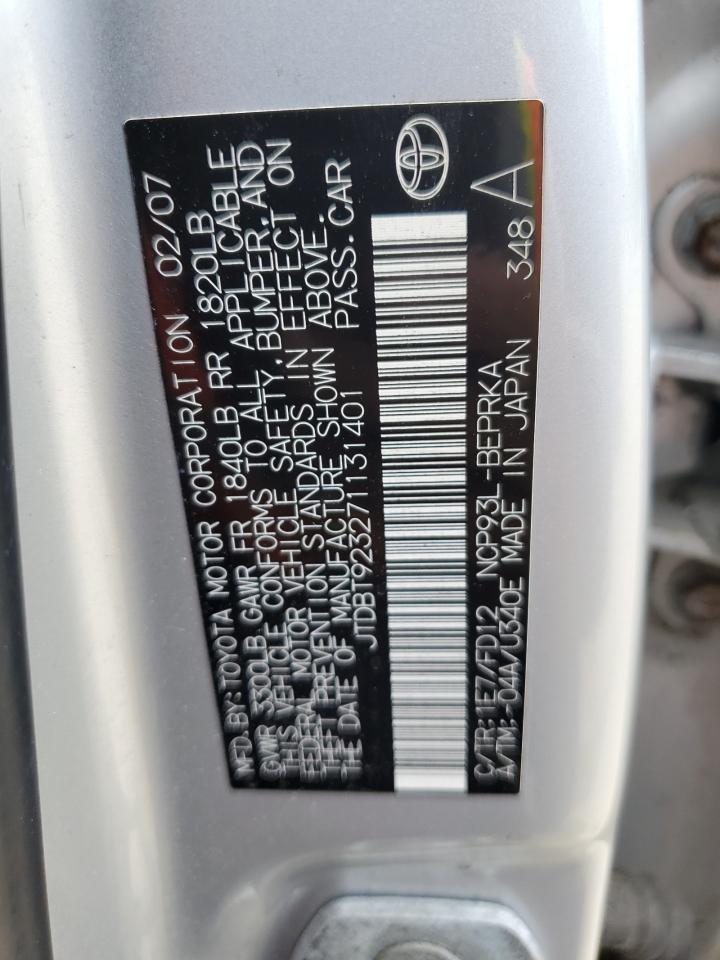 MFD.BY:TOYOTA MOTOR CORPORATION 02/07
GWR 3300LB GAWR FR 1840LB RR 1820LB
THIS VEHICLE CONFORMS TO ALL APPLICABLE
FEDERAL MOTOR VEHICLE SAFETY,BUMPER,AND
THEFT PREVENTION STANDARDS IN EFFECT ON
THE DATE OF MANUFACTURE SHOWN ABOVE.
JTDBT923271131401 PASS.CAR
C/TR:1E7/FD12 NCP93L-BEPRKA
A/TM:-04A/U340E MADE IN JAPAN 348 A